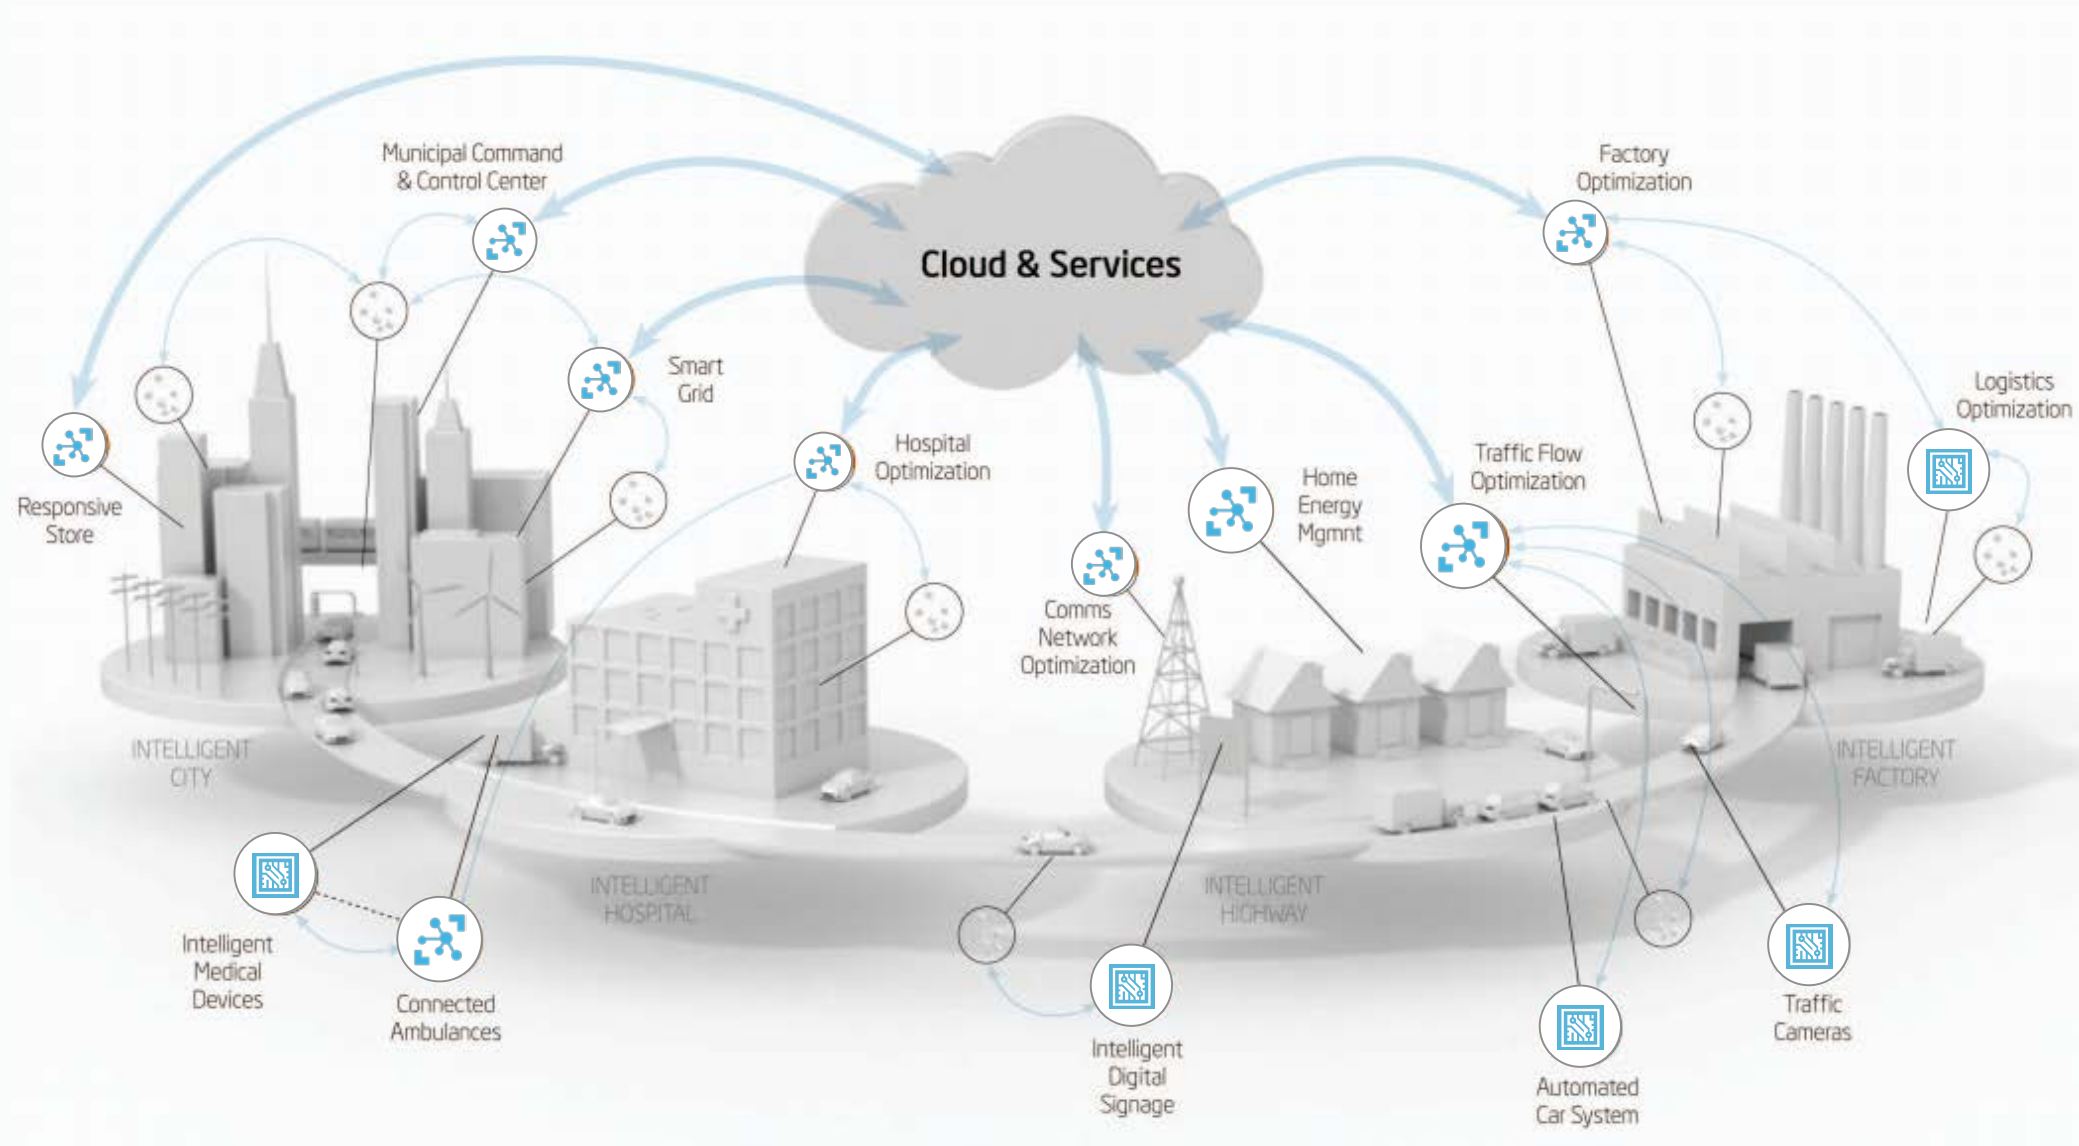 Municipal Command
& Control Center
Cloud & Services
Factory
Optimization
Smart
Grid
Logistics
Optimization
Hospital
Optimization
Traffic Flow
Optimization
Home
Energy
Mgmnt
Responsive
Store
Comms
Network
Optimization
INTELLIGENT
CITY
INTELLIGENT
FACTORY
INTELLIGENT
HOSPITAL
INTELLIGENT
HIGHWAY
Intelligent
Medical
Devices
Connected
Ambulances
Intelligent
Digital
Signage
Traffic
Cameras
Automated
Car System